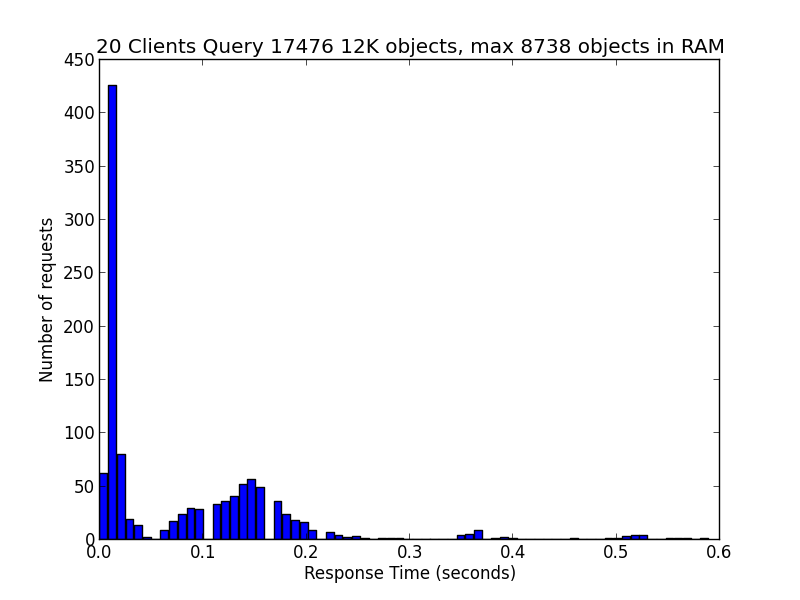 20 Clients Query 17476 12K objects, max 8738 objects in RAM
450
400
350
300
250
200
150
100
50
0
Number of requests
0.0 0.1 0.2 0.3 0.4 0.5 0.6
Response Time (seconds)